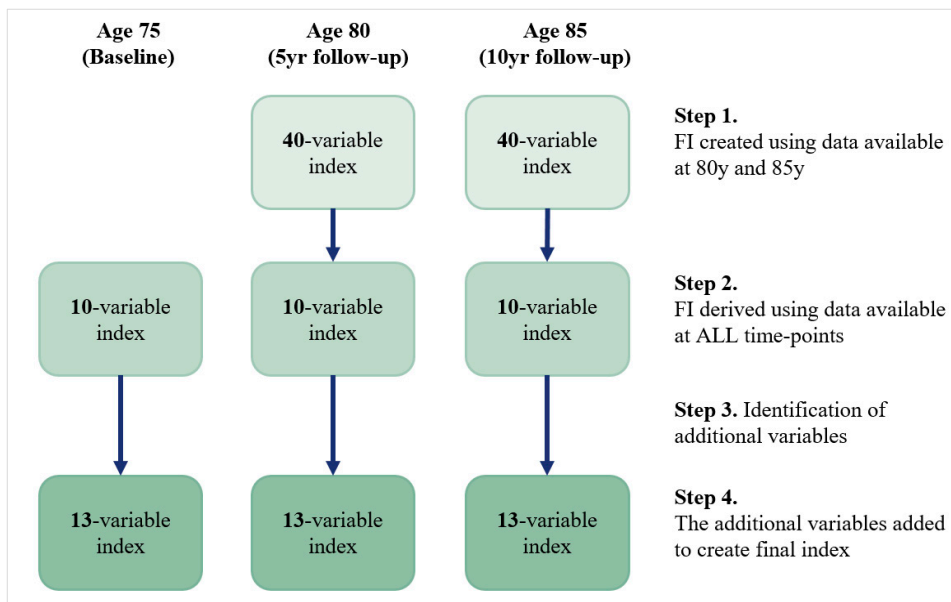 Age 75
(Baseline)
Age 80
(5yr follow-up)
Age 85
(10yr follow-up)
40-variable
index
40-variable
index
Step 1.
FI created using data available
at 80y and 85y
10-variable
index
10-variable
index
10-variable
index
Step 2.
FI derived using data available
at ALL time-points
Step 3. Identification of
additional variables
13-variable
index
13-variable
index
13-variable
index
Step 4.
The additional variables added
to create final index